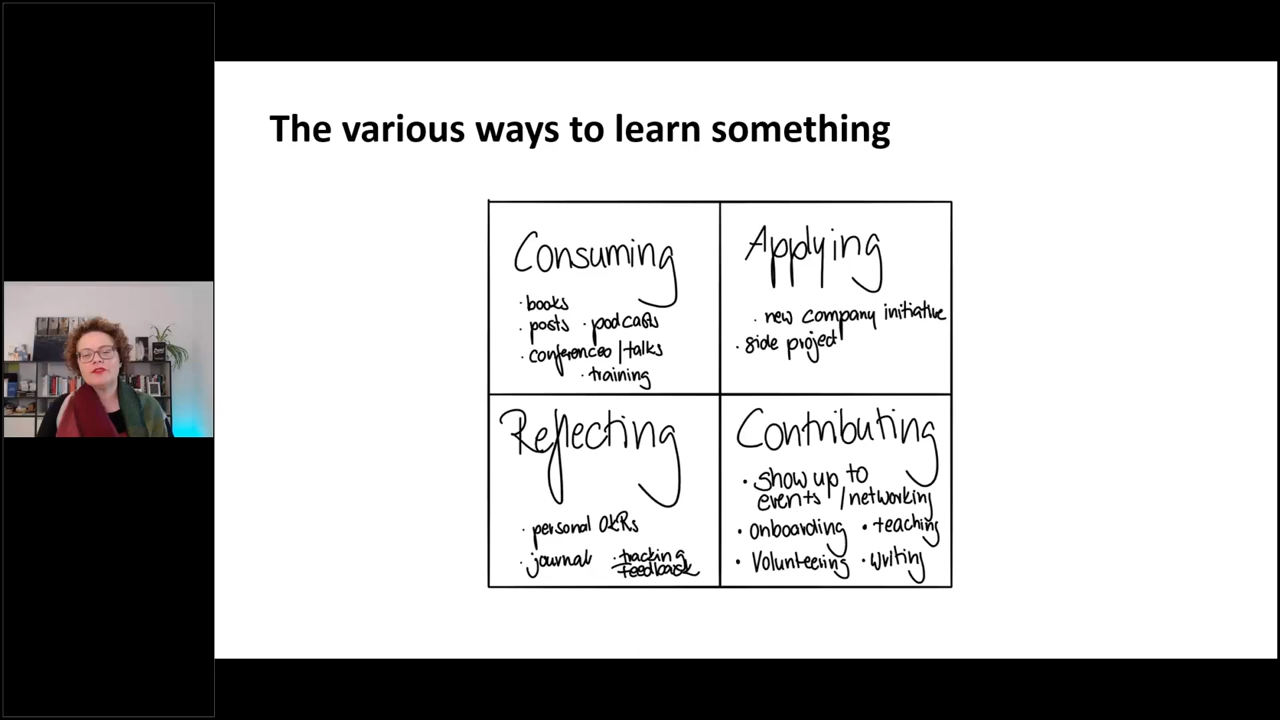 The various ways to learn something
Consuming
· books
· posts · podcasts
· conferences / talks
· training
Applying
· new company initiative
· side project
Reflecting
· personal OKRs
· journal · tracking
feedback
Contributing
· show up to
events / networking
· Onboarding · teaching
· Volunteering · writing